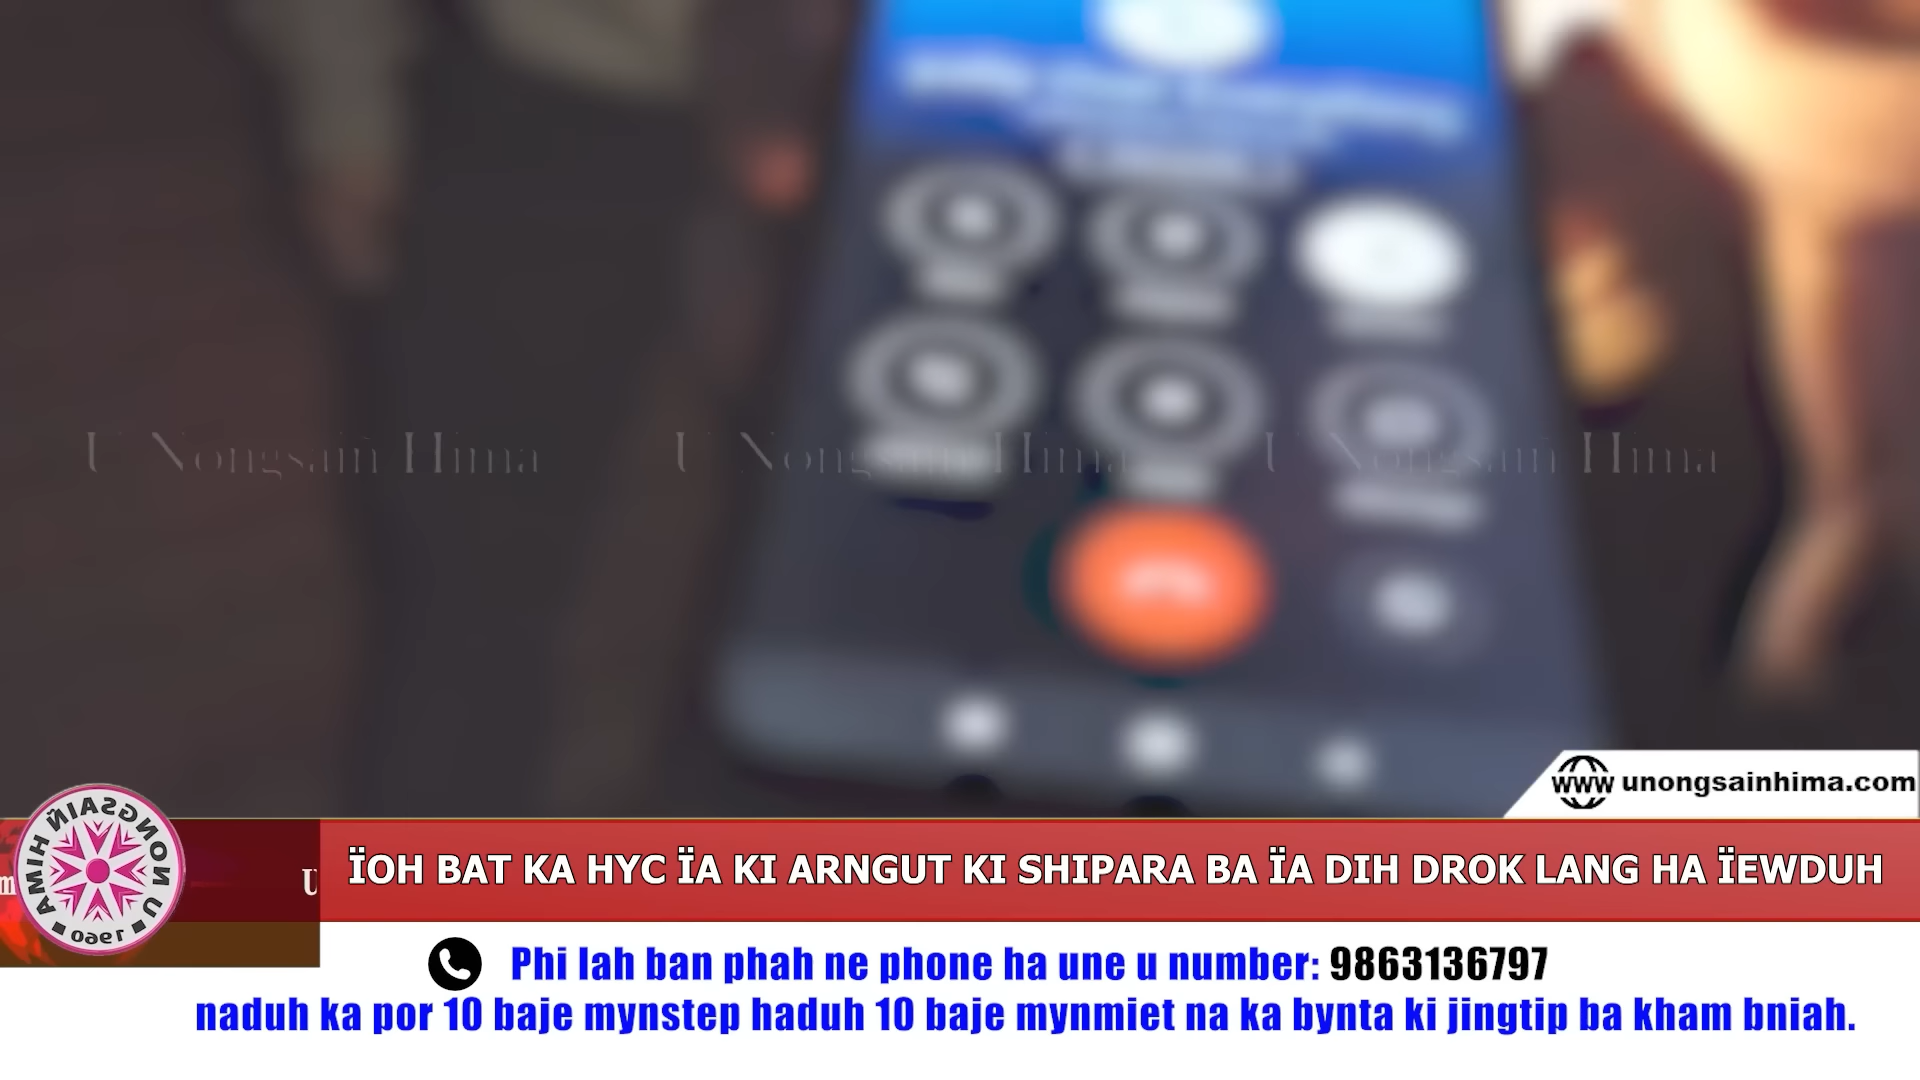 U Nongsaiñ Hima U Nongsaiñ Hima U Nongsaiñ Hima
www unongsainhima.com
U NONGSAIÑ HIMA
1960
U
ÏOH BAT KA HYC ÏA KI ARNGUT KI SHIPARA BA ÏA DIH DROK LANG HA ÏEWDUH
Phi lah ban phah ne phone ha une u number: 9863136797
naduh ka por 10 baje mynstep haduh 10 baje mynmiet na ka bynta ki jingtip ba kham bniah.